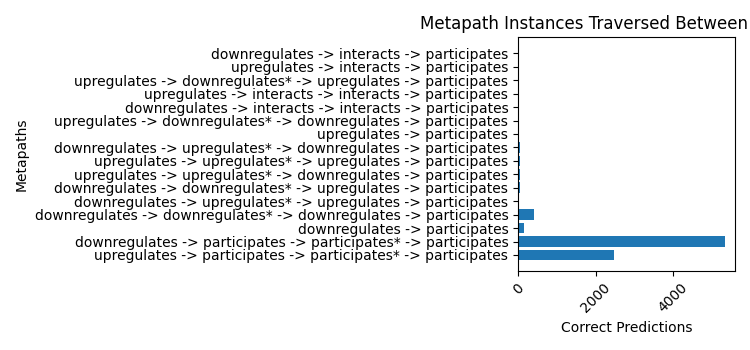 Metapath Instances Traversed Between
downregulates -> interacts -> participates
upregulates -> interacts -> participates
upregulates -> downregulates* -> upregulates -> participates
upregulates -> interacts -> interacts -> participates
downregulates -> interacts -> interacts -> participates
upregulates -> downregulates* -> downregulates -> participates
upregulates -> participates
downregulates -> upregulates* -> downregulates -> participates
upregulates -> upregulates* -> upregulates -> participates
upregulates -> upregulates* -> downregulates -> participates
downregulates -> downregulates* -> upregulates -> participates
downregulates -> upregulates* -> upregulates -> participates
downregulates -> downregulates* -> downregulates -> participates
downregulates -> participates
downregulates -> participates -> participates* -> participates
upregulates -> participates -> participates* -> participates
Metapaths
0
2000
4000
Correct Predictions